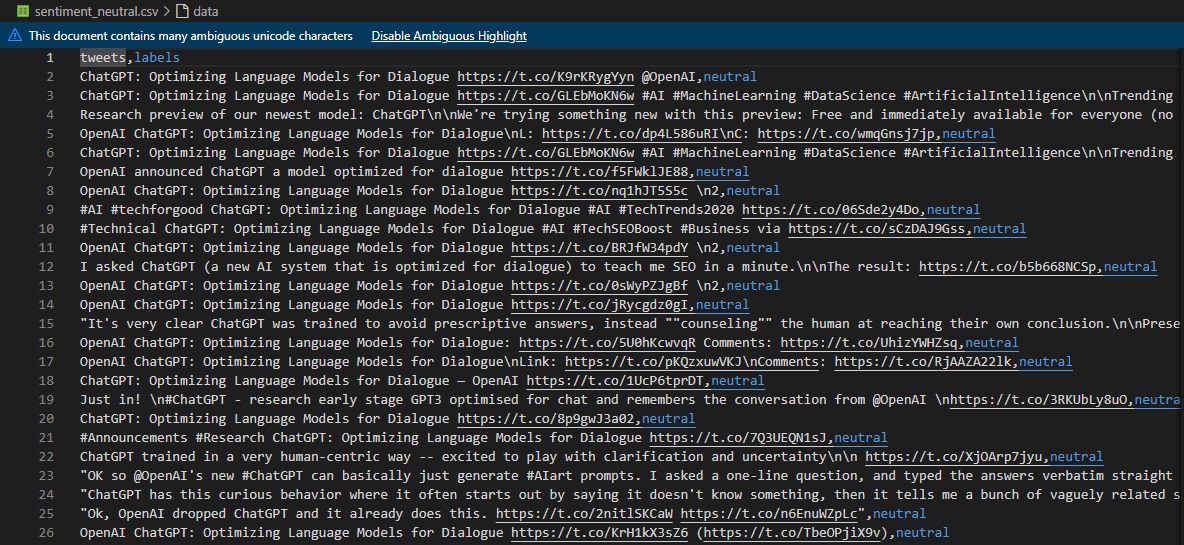 sentiment_neutral.csv > data
This document contains many ambiguous unicode characters Disable Ambiguous Highlight
1 tweets,labels
2 ChatGPT: Optimizing Language Models for Dialogue https://t.co/K9rKRygYyn @OpenAI,neutral
3 ChatGPT: Optimizing Language Models for Dialogue https://t.co/GLEbMoKN6w #AI #MachineLearning #DataScience #ArtificialIntelligence\n\nTrending
4 Research preview of our newest model: ChatGPT\n\nWe're trying something new with this preview: Free and immediately available for everyone (no
5 OpenAI ChatGPT: Optimizing Language Models for Dialogue\nL: https://t.co/dp4L586uRI\nC: https://t.co/wmqGnsj7jp,neutral
6 ChatGPT: Optimizing Language Models for Dialogue https://t.co/GLEbMoKN6w #AI #MachineLearning #DataScience #ArtificialIntelligence\n\nTrending
7 OpenAI announced ChatGPT a model optimized for dialogue https://t.co/f5FWklJE88,neutral
8 OpenAI ChatGPT: Optimizing Language Models for Dialogue https://t.co/nq1hJT5S5c \n2,neutral
9 #AI #techforgood ChatGPT: Optimizing Language Models for Dialogue #AI #TechTrends2020 https://t.co/06Sde2y4Do,neutral
10 #Technical ChatGPT: Optimizing Language Models for Dialogue #AI #TechSEOBoost #Business via https://t.co/sCzDAJ9Gss,neutral
11 OpenAI ChatGPT: Optimizing Language Models for Dialogue https://t.co/BRJfW34pdY \n2,neutral
12 I asked ChatGPT (a new AI system that is optimized for dialogue) to teach me SEO in a minute.\n\nThe result: https://t.co/b5b668NCSp,neutral
13 OpenAI ChatGPT: Optimizing Language Models for Dialogue https://t.co/0sWyPZJgBf \n2,neutral
14 OpenAI ChatGPT: Optimizing Language Models for Dialogue https://t.co/jRycgdz0gI,neutral
15 "It's very clear ChatGPT was trained to avoid prescriptive answers, instead ""counseling"" the human at reaching their own conclusion.\n\nPrese
16 OpenAI ChatGPT: Optimizing Language Models for Dialogue: https://t.co/5U0hKcwvqR Comments: https://t.co/UhizYWHZsq,neutral
17 OpenAI ChatGPT: Optimizing Language Models for Dialogue\nLink: https://t.co/pKQzxuwVKJ\nComments: https://t.co/RjAAZA22lk,neutral
18 ChatGPT: Optimizing Language Models for Dialogue – OpenAI https://t.co/1UcP6tprDT,neutral
19 Just in! \n#ChatGPT - research early stage GPT3 optimised for chat and remembers the conversation from @OpenAI \nhttps://t.co/3RKUbLy8uO,neutra
20 ChatGPT: Optimizing Language Models for Dialogue https://t.co/8p9gwJ3a02,neutral
21 #Announcements #Research ChatGPT: Optimizing Language Models for Dialogue https://t.co/7Q3UEQN1sJ,neutral
22 ChatGPT trained in a very human-centric way -- excited to play with clarification and uncertainty\n\n https://t.co/XjOArp7jyu,neutral
23 "OK so @OpenAI's new #ChatGPT can basically just generate #AIart prompts. I asked a one-line question, and typed the answers verbatim straight
24 "ChatGPT has this curious behavior where it often starts out by saying it doesn't know something, then it tells me a bunch of vaguely related s
25 "Ok, OpenAI dropped ChatGPT and it already does this. https://t.co/2nitlSKCaW https://t.co/n6EnuWZpLc",neutral
26 OpenAI ChatGPT: Optimizing Language Models for Dialogue https://t.co/KrH1kX3sZ6 (https://t.co/TbeOPjiX9v),neutral